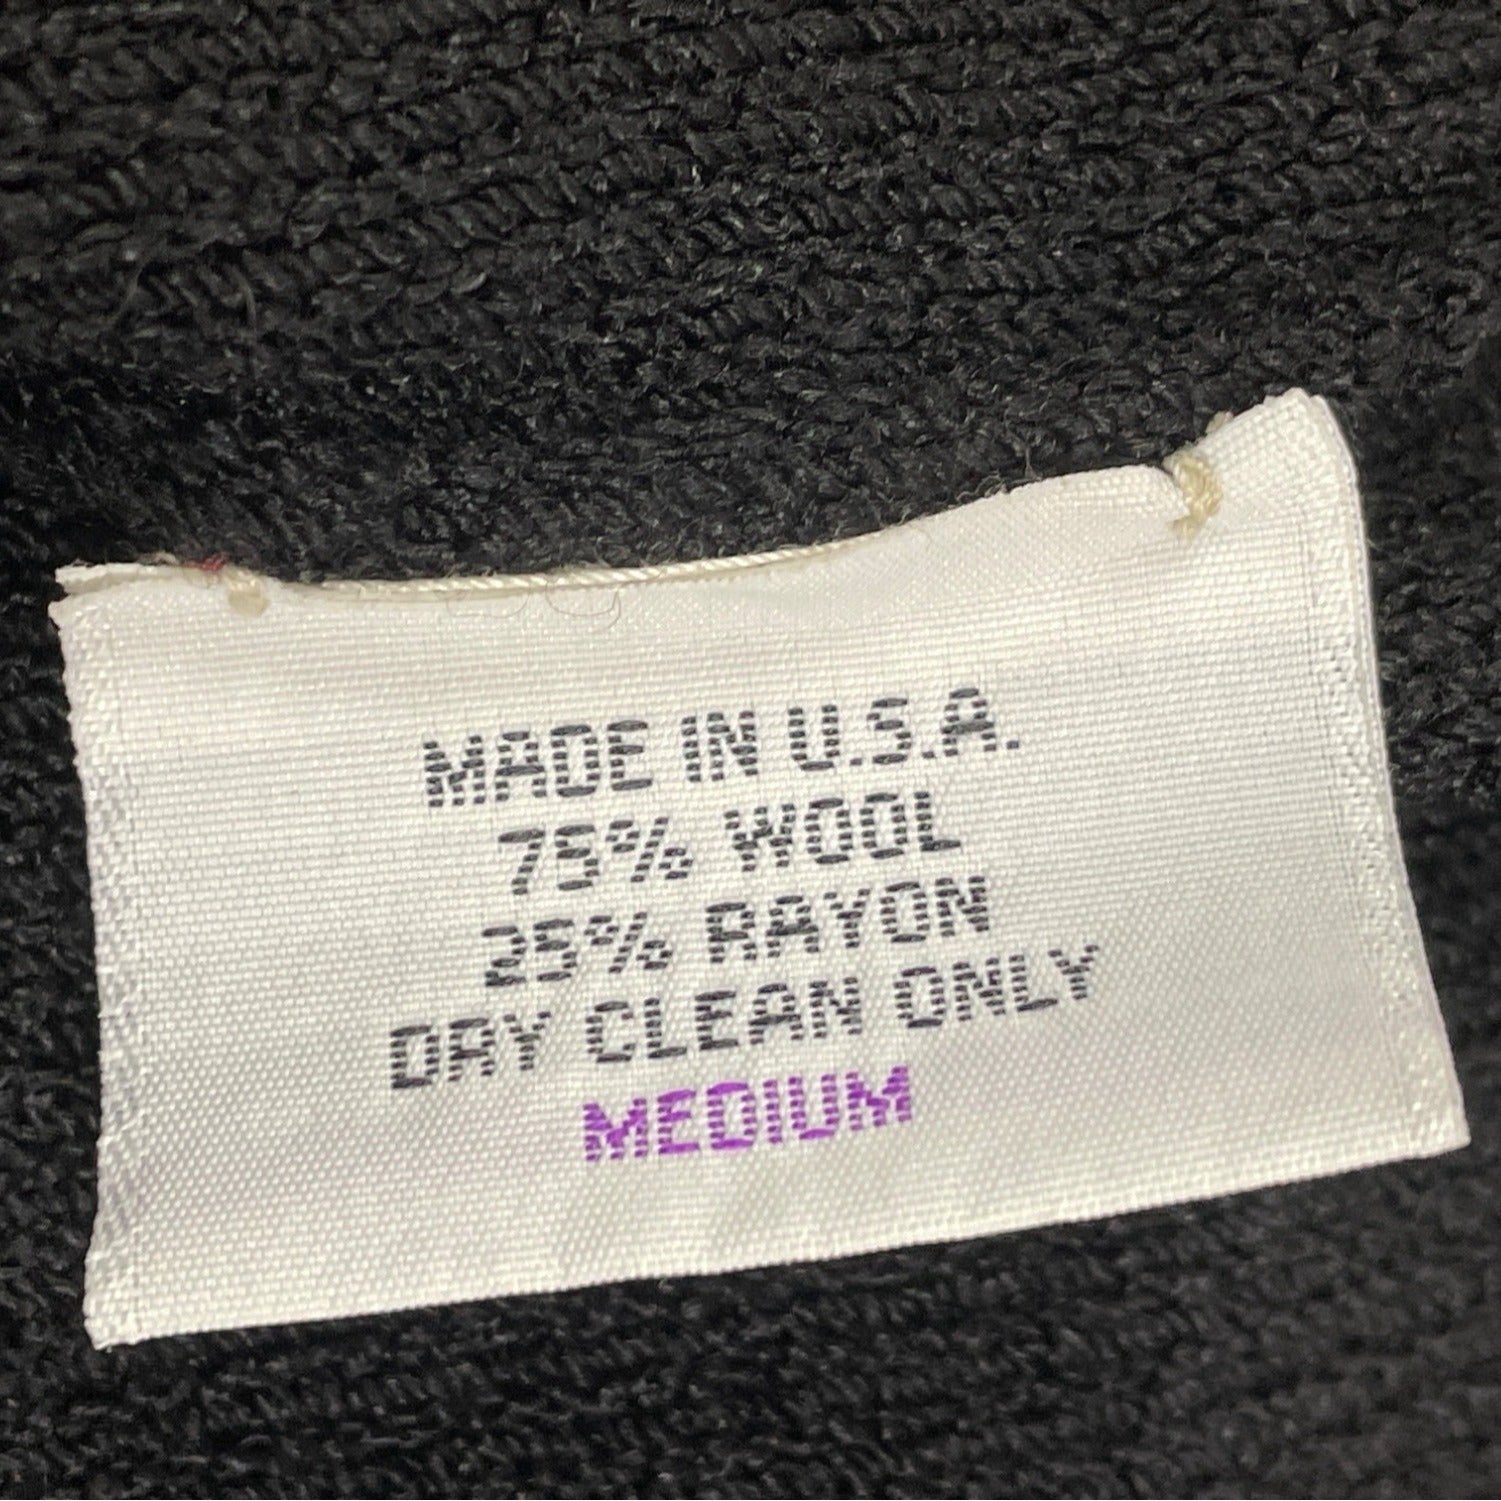 MADE IN U.S.A.
75% WOOL
25% RAYON
DRY CLEAN ONLY
MEDIUM